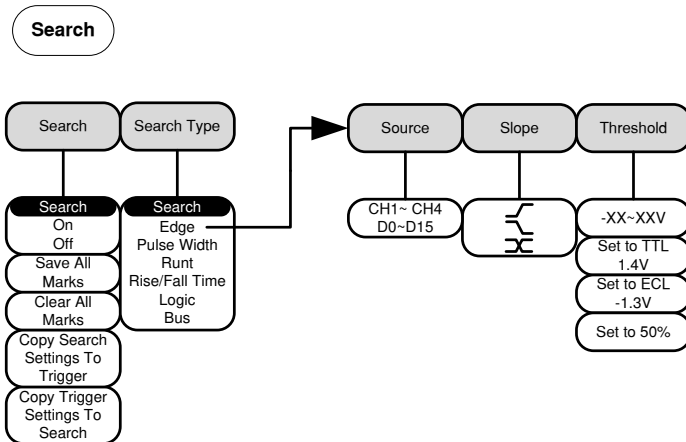 Search
Search
Search Type
Source
Slope
Threshold
Search
On
Off
Save All
Marks
Clear All
Marks
Copy Search
Settings To
Trigger
Copy Trigger
Settings To
Search
Search
Edge
Pulse Width
Runt
Rise/Fall Time
Logic
Bus
CH1~ CH4
D0~D15
-XX~XXV
Set to TTL
1.4V
Set to ECL
-1.3V
Set to 50%